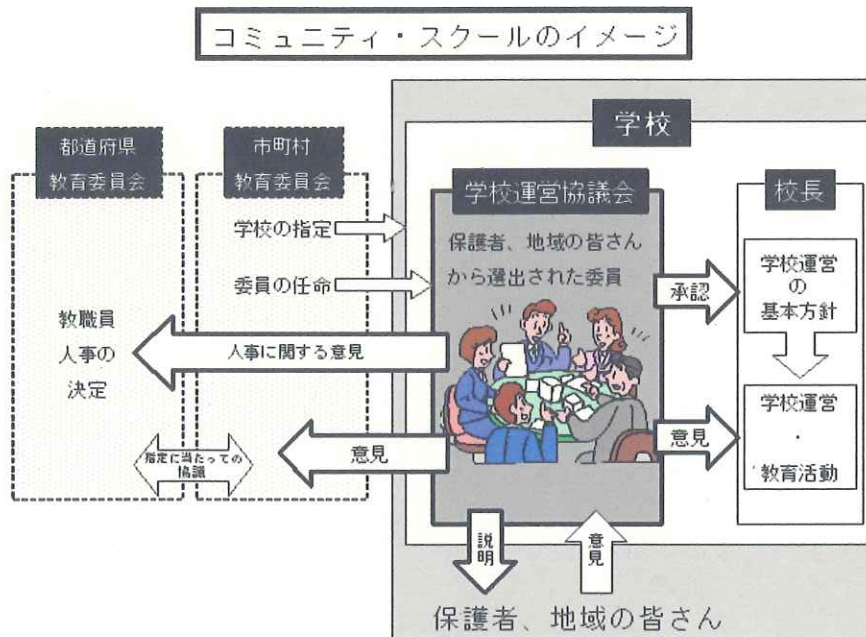 コミュニティ・スクールのイメージ
学校
都道府県
教育委員会
市町村
教育委員会
学校運営協議会
校長
学校の指定
委員の任命
保護者、地域の皆さん
から選出された委員
承認
学校運営
の
基本方針
教職員
人事の
決定
人事に関する意見
意見
意見
学校運営
・
教育活動
指定に当たっての
協議
説明
意見
保護者、地域の皆さん